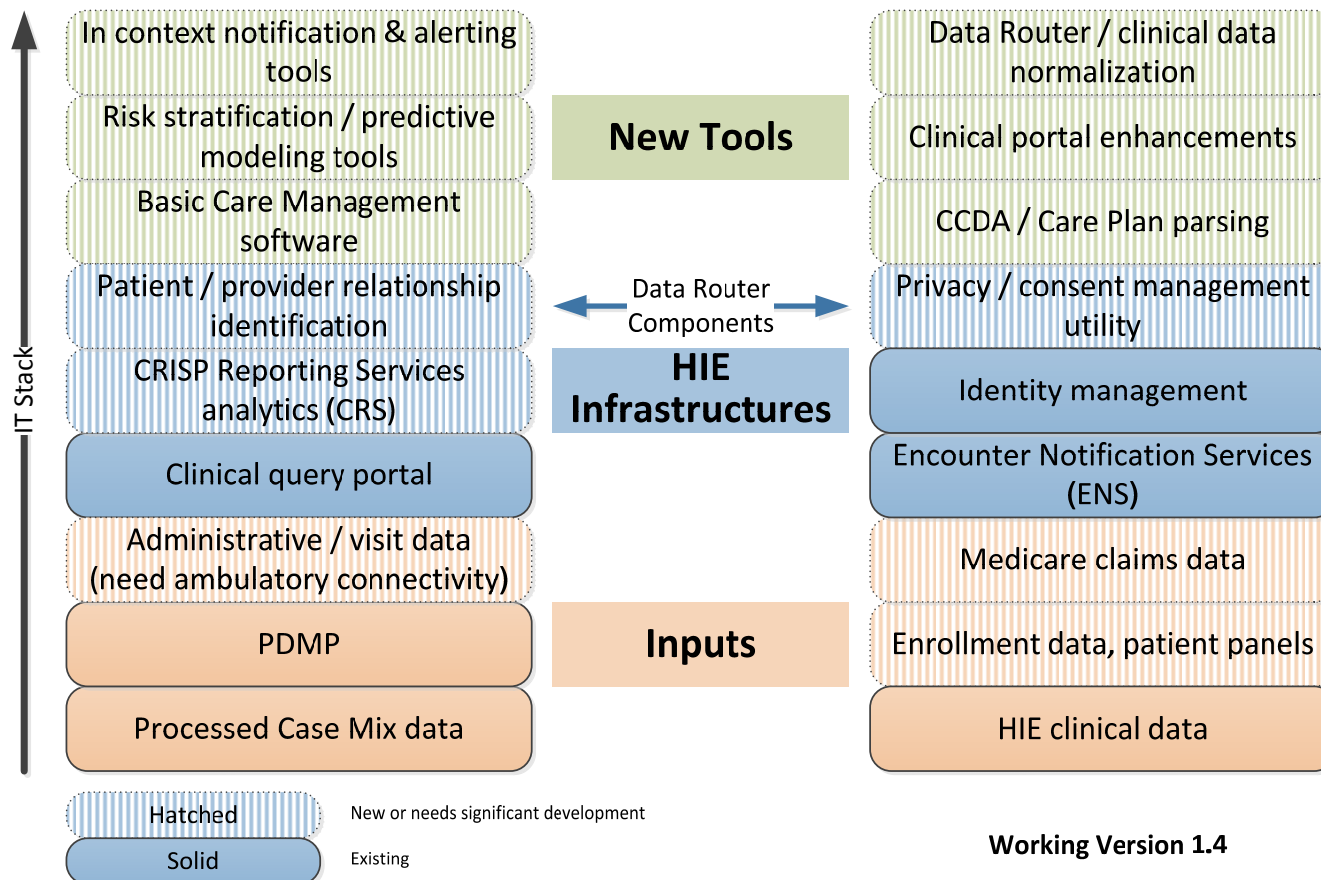 In context notification & alerting
tools
Risk stratification / predictive
modeling tools
Basic Care Management
software
Patient / provider relationship
identification
CRISP Reporting Services
analytics (CRS)
Clinical query portal
Administrative / visit data
(need ambulatory connectivity)
PDMP
Processed Case Mix data
IT Stack
New Tools
Data Router
Components
HIE
Infrastructures
Inputs
Data Router / clinical data
normalization
Clinical portal enhancements
CCDA / Care Plan parsing
Privacy / consent management
utility
Identity management
Encounter Notification Services
(ENS)
Medicare claims data
Enrollment data, patient panels
HIE clinical data
Hatched
New or needs significant development
Solid
Existing
Working Version 1.4